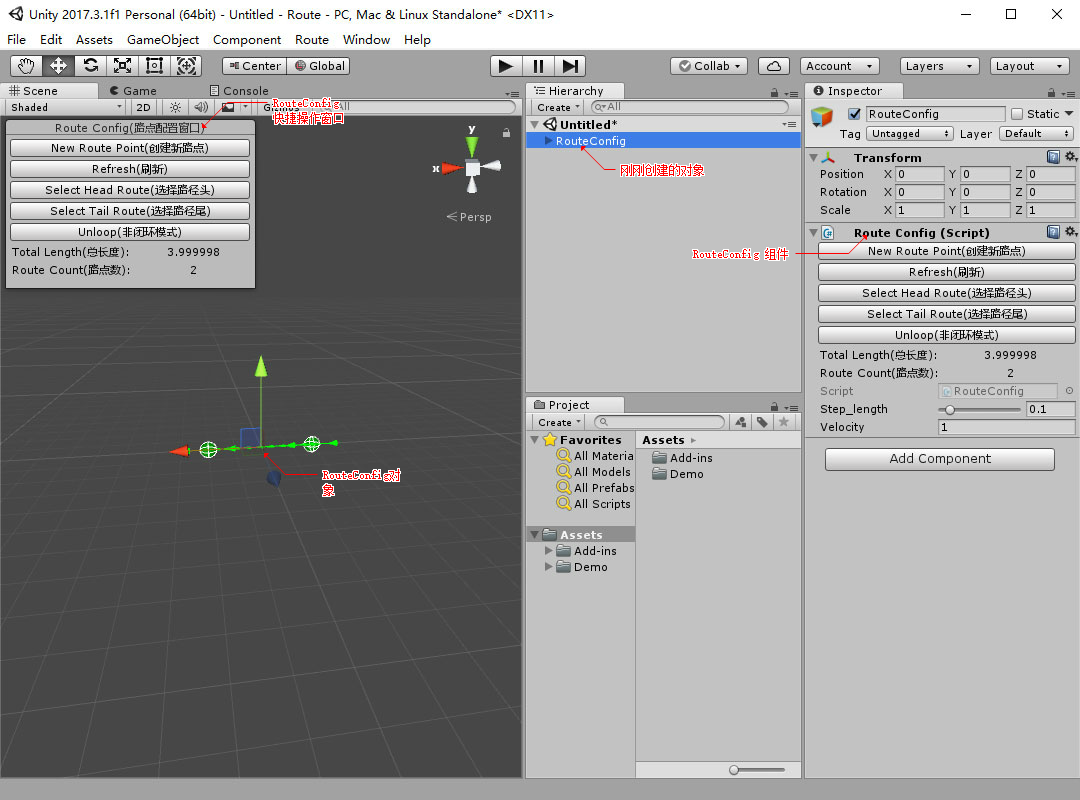 Unity 2017.3.1f1 Personal (64bit) - Untitled - Route - PC, Mac & Linux Standalone* <DX11>
File Edit Assets GameObject Component Route Window Help
Center Global Collab Account Layers Layout
Scene Game Console
Shaded 2D Gizmos All
RouteConfig
快捷操作窗口
Route Config(路点配置窗口)
New Route Point(创建新路点)
Refresh(刷新)
Select Head Route(选择路径头)
Select Tail Route(选择路径尾)
Unloop(非闭环模式)
Total Length(总长度): 3.999998
Route Count(路点数): 2
y
x
Persp
RouteConfig对
象
Hierarchy
Create All
Untitled*
RouteConfig
刚刚创建的对象
RouteConfig 组件
Project
Create
Favorites
All Materia
All Models
All Prefabs
All Scripts
Assets
Add-ins
Demo
Assets
Add-ins
Demo
Inspector
RouteConfig Static
Tag Untagged Layer Default
Transform
Position X 0 Y 0 Z 0
Rotation X 0 Y 0 Z 0
Scale X 1 Y 1 Z 1
Route Config (Script)
New Route Point(创建新路点)
Refresh(刷新)
Select Head Route(选择路径头)
Select Tail Route(选择路径尾)
Unloop(非闭环模式)
Total Length(总长度): 3.999998
Route Count(路点数): 2
Script RouteConfig
Step_length 0.1
Velocity 1
Add Component